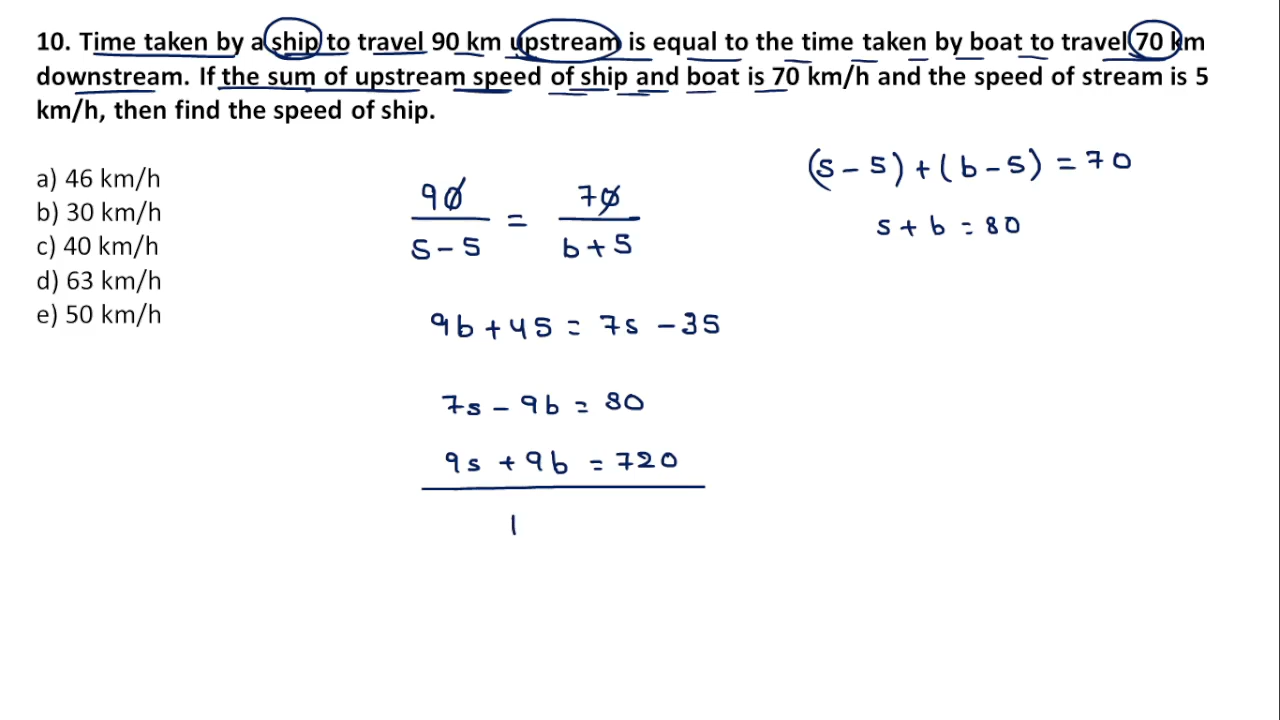 10. Time taken by a ship to travel 90 km upstream is equal to the time taken by boat to travel 70 km
downstream. If the sum of upstream speed of ship and boat is 70 km/h and the speed of stream is 5
km/h, then find the speed of ship.
a) 46 km/h
b) 30 km/h
c) 40 km/h
d) 63 km/h
e) 50 km/h
90 / s - 5 = 70 / b + 5
9b + 45 = 7s - 35
7s - 9b = 80
9s + 9b = 720
1
(s - 5) + (b - 5) = 70
s + b = 80